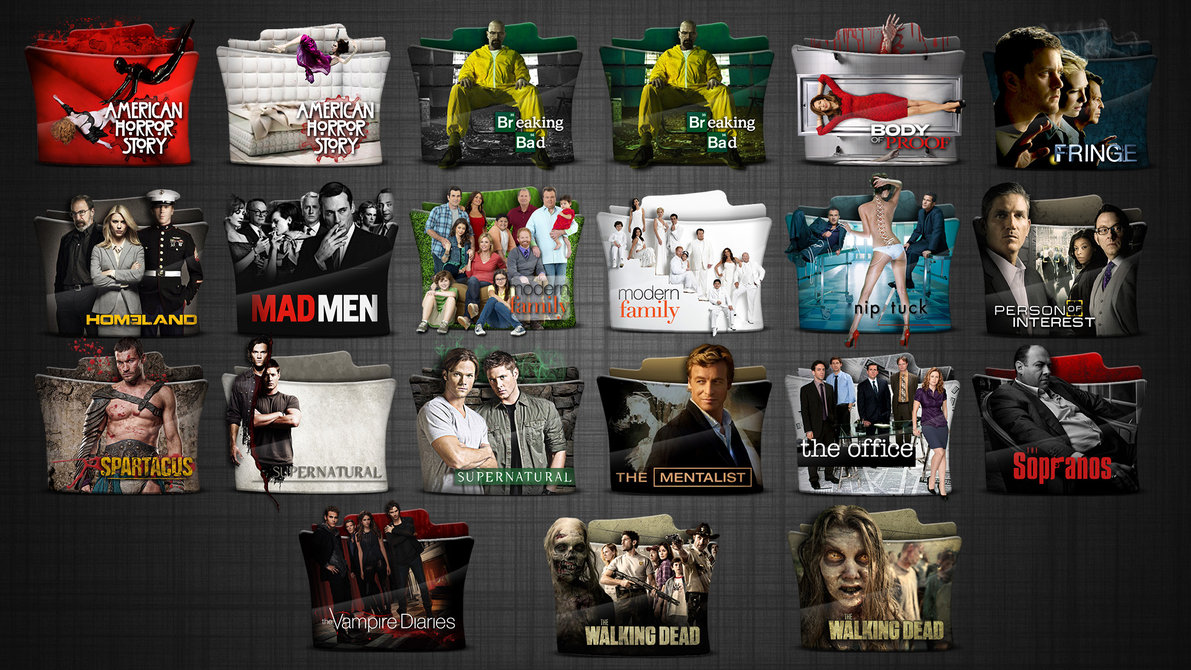 AMERICAN
HORROR
STORY
AMERICAN
HORROR
STORY
Breaking
Bad
Breaking
Bad
BODY
OF PROOF
FRINGE
HOMELAND
MAD MEN
modern
family
modern
family
nip tuck
PERSON OF
INTEREST
SPARTACUS
SUPERNATURAL
SUPERNATURAL
THE MENTALIST
the office
THE
Sopranos
the Vampire Diaries
THE
WALKING DEAD
THE
WALKING DEAD